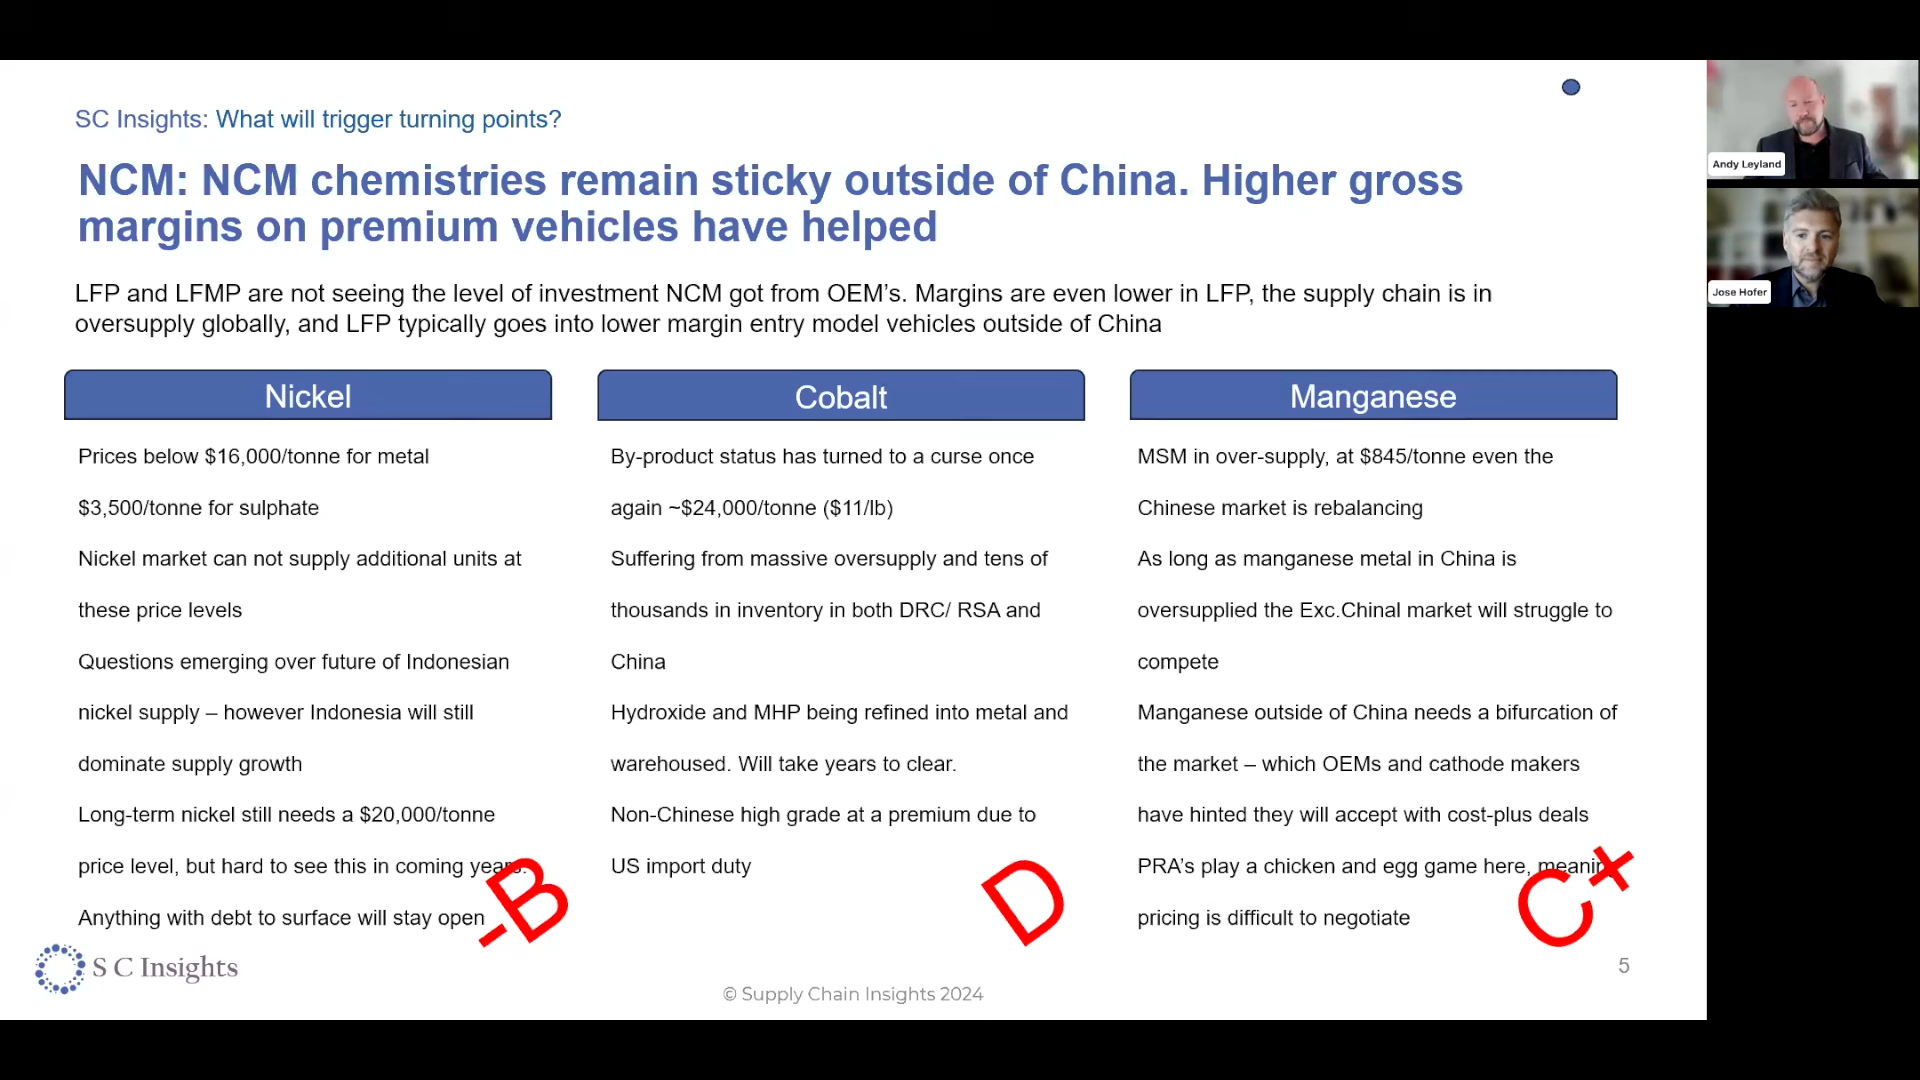 SC Insights: What will trigger turning points?
NCM: NCM chemistries remain sticky outside of China. Higher gross
margins on premium vehicles have helped
LFP and LFMP are not seeing the level of investment NCM got from OEM’s. Margins are even lower in LFP, the supply chain is in
oversupply globally, and LFP typically goes into lower margin entry model vehicles outside of China
Nickel
Prices below $16,000/tonne for metal
$3,500/tonne for sulphate
Nickel market can not supply additional units at
these price levels
Questions emerging over future of Indonesian
nickel supply – however Indonesia will still
dominate supply growth
Long-term nickel still needs a $20,000/tonne
price level, but hard to see this in coming years.
Anything with debt to surface will stay open
-B
Cobalt
By-product status has turned to a curse once
again ~$24,000/tonne ($11/lb)
Suffering from massive oversupply and tens of
thousands in inventory in both DRC/ RSA and
China
Hydroxide and MHP being refined into metal and
warehoused. Will take years to clear.
Non-Chinese high grade at a premium due to
US import duty
D
Manganese
MSM in over-supply, at $845/tonne even the
Chinese market is rebalancing
As long as manganese metal in China is
oversupplied the Exc.Chinal market will struggle to
compete
Manganese outside of China needs a bifurcation of
the market – which OEMs and cathode makers
have hinted they will accept with cost-plus deals
PRA’s play a chicken and egg game here, meaning
pricing is difficult to negotiate
C+
S C Insights
© Supply Chain Insights 2024
5
Andy Leyland
Jose Hofer